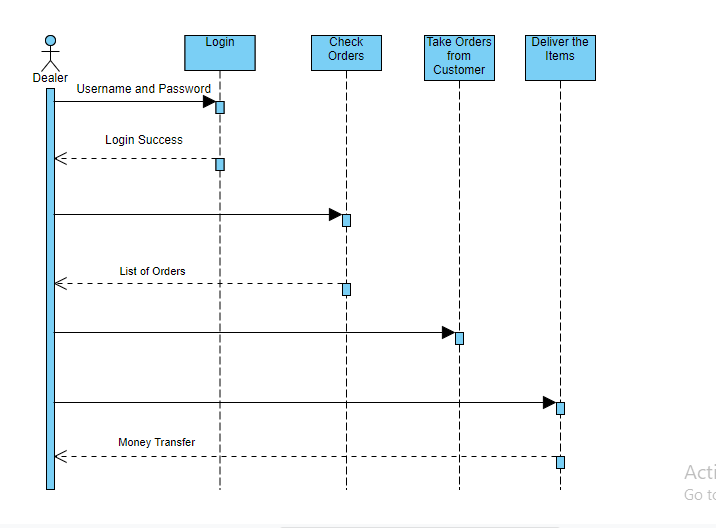 Login
Check
Orders
Take Orders
from
Customer
Deliver the
Items
Dealer
Username and Password
Login Success
List of Orders
Money Transfer
Acti
Go to